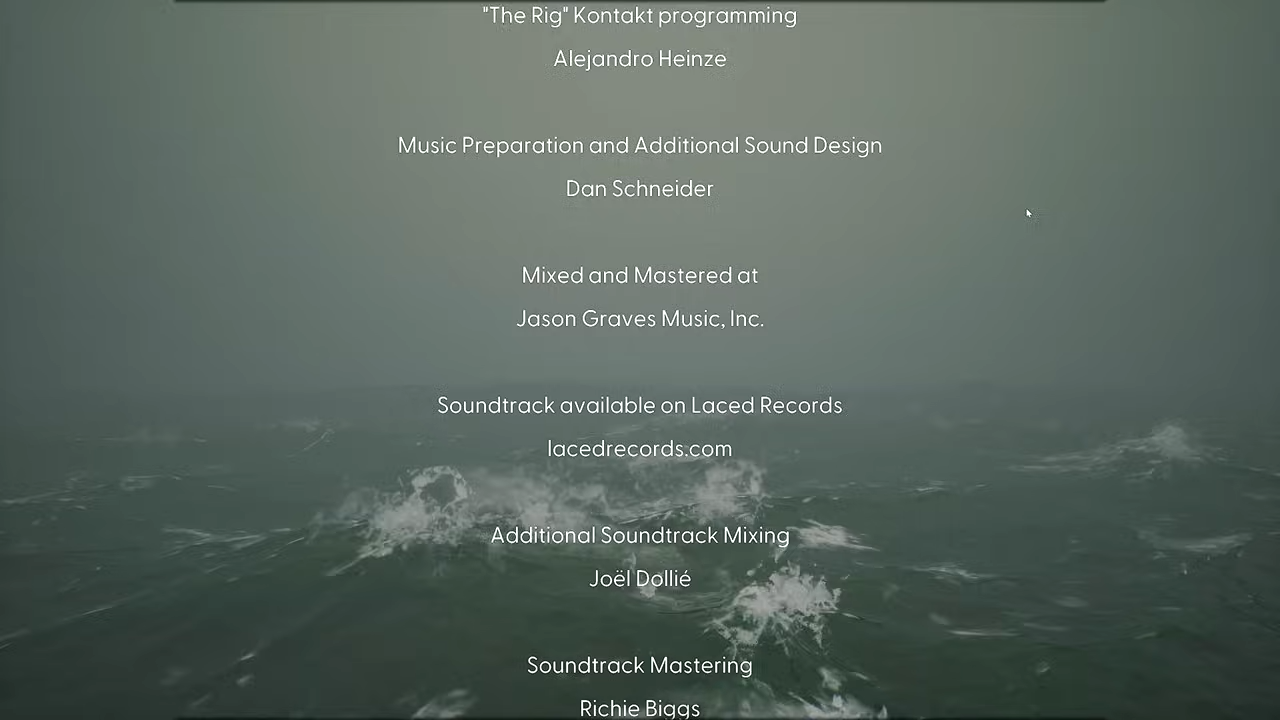 "The Rig" Kontakt programming
Alejandro Heinze
Music Preparation and Additional Sound Design
Dan Schneider
Mixed and Mastered at
Jason Graves Music, Inc.
Soundtrack available on Laced Records
lacedrecords.com
Additional Soundtrack Mixing
Joël Dollié
Soundtrack Mastering
Richie Biggs